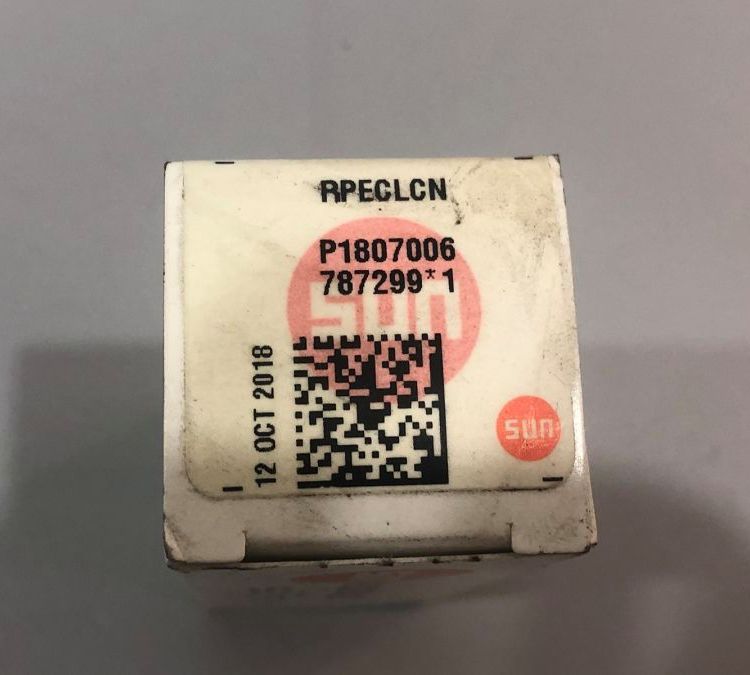 RPECLCN
P1807006
787299*1
sun
12 OCT 2018
sun